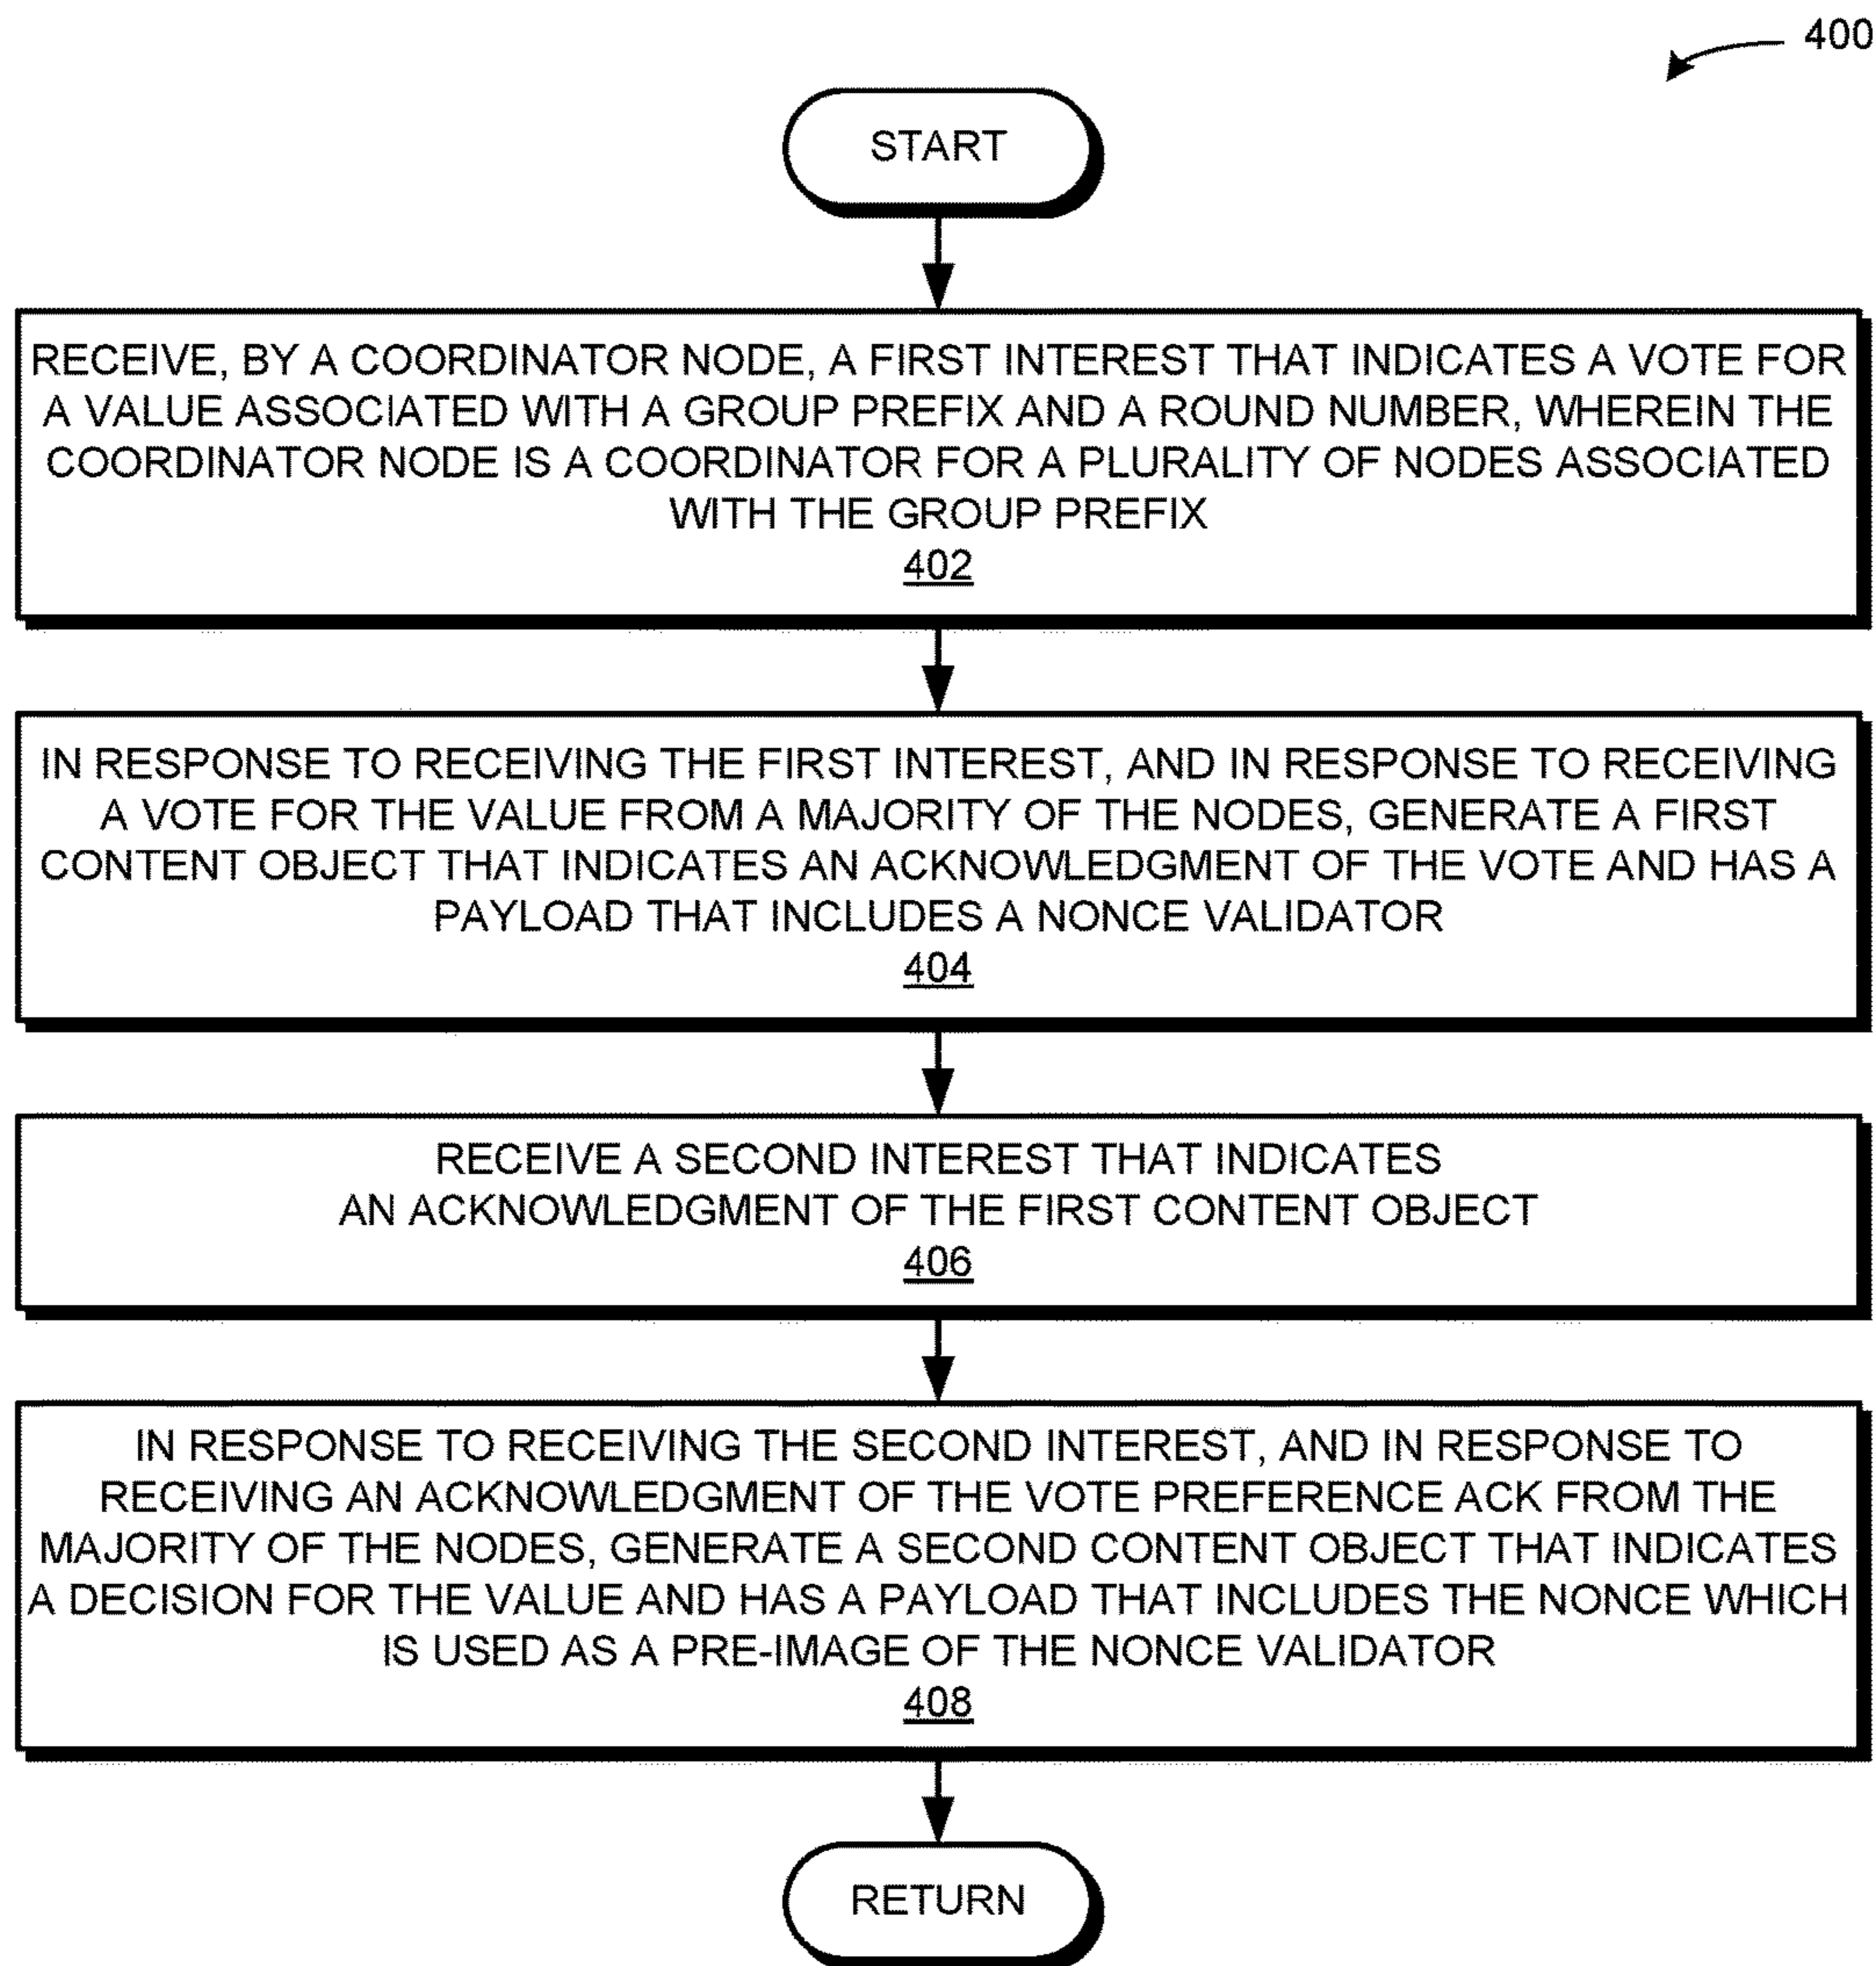 400
START
RECEIVE, BY A COORDINATOR NODE, A FIRST INTEREST THAT INDICATES A VOTE FOR
A VALUE ASSOCIATED WITH A GROUP PREFIX AND A ROUND NUMBER, WHEREIN THE
COORDINATOR NODE IS A COORDINATOR FOR A PLURALITY OF NODES ASSOCIATED
WITH THE GROUP PREFIX
402
IN RESPONSE TO RECEIVING THE FIRST INTEREST, AND IN RESPONSE TO RECEIVING
A VOTE FOR THE VALUE FROM A MAJORITY OF THE NODES, GENERATE A FIRST
CONTENT OBJECT THAT INDICATES AN ACKNOWLEDGMENT OF THE VOTE AND HAS A
PAYLOAD THAT INCLUDES A NONCE VALIDATOR
404
RECEIVE A SECOND INTEREST THAT INDICATES
AN ACKNOWLEDGMENT OF THE FIRST CONTENT OBJECT
406
IN RESPONSE TO RECEIVING THE SECOND INTEREST, AND IN RESPONSE TO
RECEIVING AN ACKNOWLEDGMENT OF THE VOTE PREFERENCE ACK FROM THE
MAJORITY OF THE NODES, GENERATE A SECOND CONTENT OBJECT THAT INDICATES
A DECISION FOR THE VALUE AND HAS A PAYLOAD THAT INCLUDES THE NONCE WHICH
IS USED AS A PRE-IMAGE OF THE NONCE VALIDATOR
408
RETURN